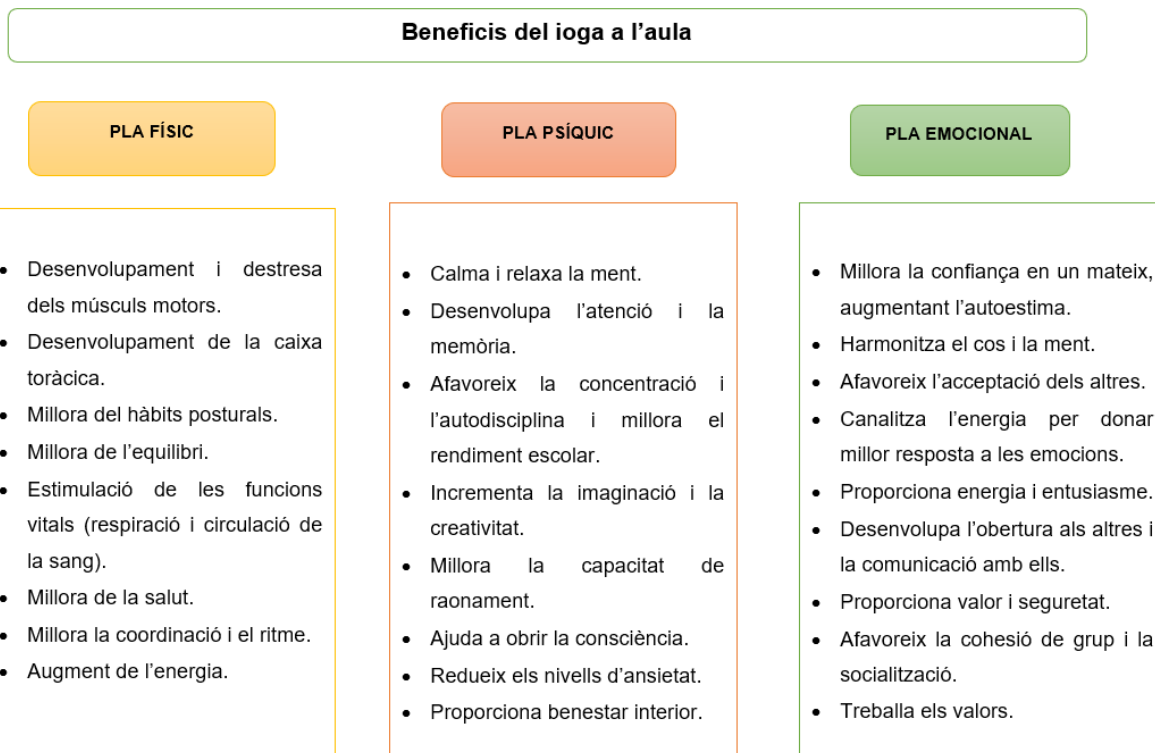 Beneficis del ioga a l’aula
PLA FÍSIC
• Desenvolupament i destresa
dels músculs motors.
• Desenvolupament de la caixa
toràcica.
• Millora del hàbits posturals.
• Millora de l’equilibri.
• Estimulació de les funcions
vitals (respiració i circulació de
la sang).
• Millora de la salut.
• Millora la coordinació i el ritme.
• Augment de l’energia.
PLA PSÍQUIC
• Calma i relaxa la ment.
• Desenvolupa l’atenció i la
memòria.
• Afavoreix la concentració i
l’autodisciplina i millora el
rendiment escolar.
• Incrementa la imaginació i la
creativitat.
• Millora la capacitat de
raonament.
• Ajuda a obrir la consciència.
• Redueix els nivells d’ansietat.
• Proporciona benestar interior.
PLA EMOCIONAL
• Millora la confiança en un mateix,
augmentant l’autoestima.
• Harmonitza el cos i la ment.
• Afavoreix l’acceptació dels altres.
• Canalitza l’energia per donar
millor resposta a les emocions.
• Proporciona energia i entusiasme.
• Desenvolupa l’obertura als altres i
la comunicació amb ells.
• Proporciona valor i seguretat.
• Afavoreix la cohesió de grup i la
socialització.
• Treballa els valors.